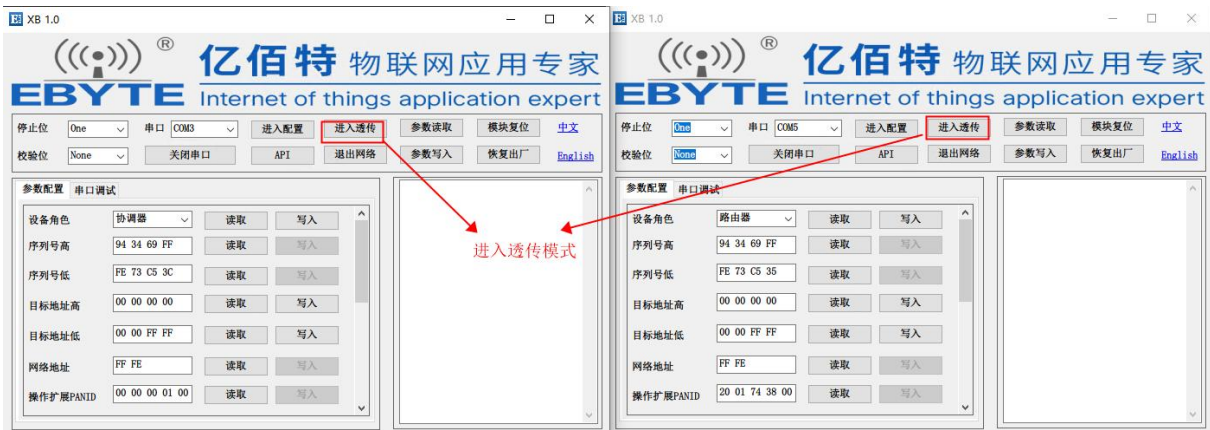 XB 1.0
亿佰特 物联网应用专家
EBYTE Internet of things application expert
停止位 One 串口 COM3 进入配置 进入透传 参数读取 模块复位 中文
校验位 None 关闭串口 API 退出网络 参数写入 恢复出厂 English
参数配置 串口调试
设备角色 协调器 读取 写入
序列号高 94 34 69 FF 读取 写入
序列号低 FE 73 C5 3C 读取 写入
目标地址高 00 00 00 00 读取 写入
目标地址低 00 00 FF FF 读取 写入
网络地址 FF FE 读取 写入
操作扩展PANID 00 00 00 01 00 读取 写入
进入透传模式
XB 1.0
亿佰特 物联网应用专家
EBYTE Internet of things application expert
停止位 One 串口 COM5 进入配置 进入透传 参数读取 模块复位 中文
校验位 None 关闭串口 API 退出网络 参数写入 恢复出厂 English
参数配置 串口调试
设备角色 路由器 读取 写入
序列号高 94 34 69 FF 读取 写入
序列号低 FE 73 C5 35 读取 写入
目标地址高 00 00 00 00 读取 写入
目标地址低 00 00 FF FF 读取 写入
网络地址 FF FE 读取 写入
操作扩展PANID 20 01 74 38 00 读取 写入